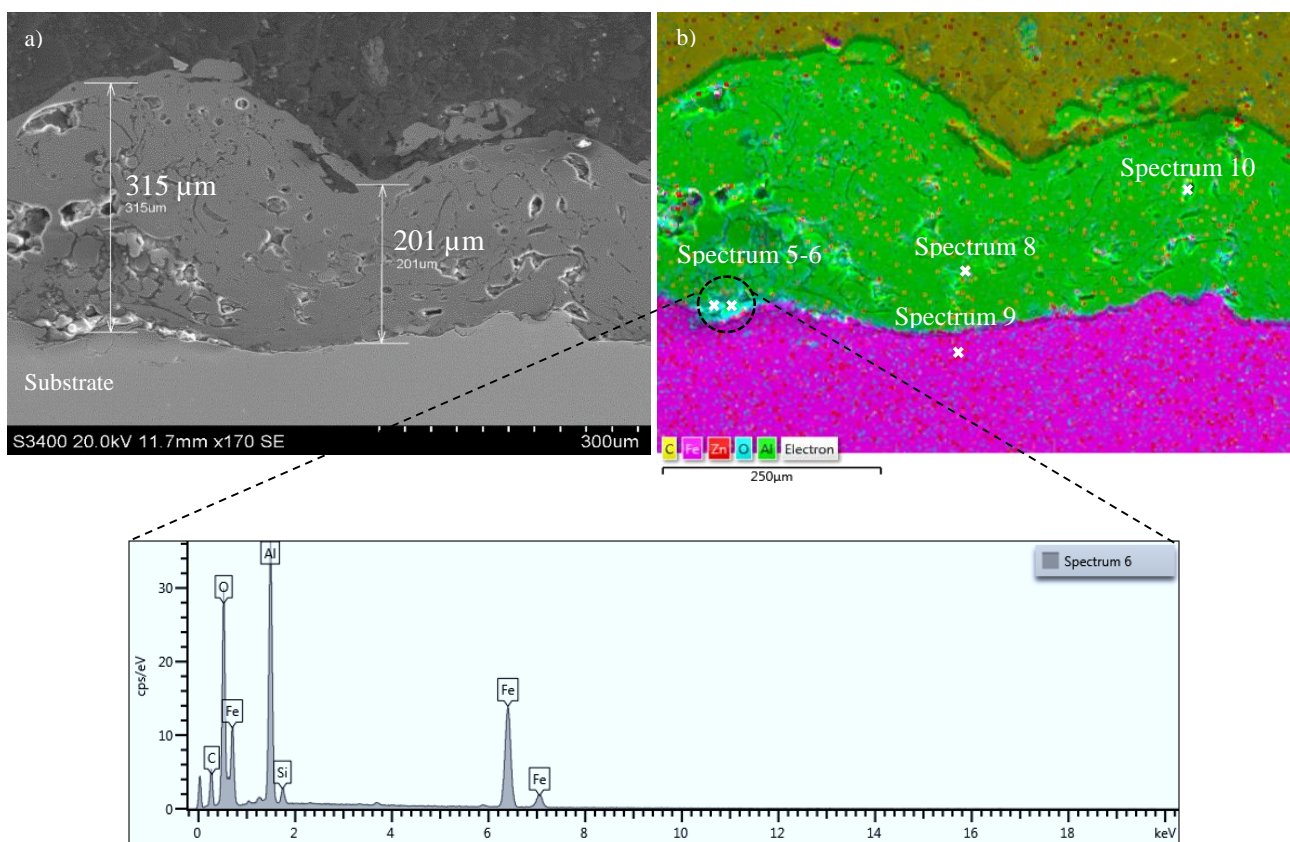 a)
315 µm
315um
201 µm
201um
Substrate
S3400 20.0kV 11.7mm x170 SE
300um
b)
Spectrum 10
Spectrum 8
Spectrum 5-6
Spectrum 9
C Fe Zn O Al Electron
250µm
Spectrum 6
cps/eV
30
20
10
0
C
O
Fe
Al
Si
Fe
Fe
0 2 4 6 8 10 12 14 16 18 keV